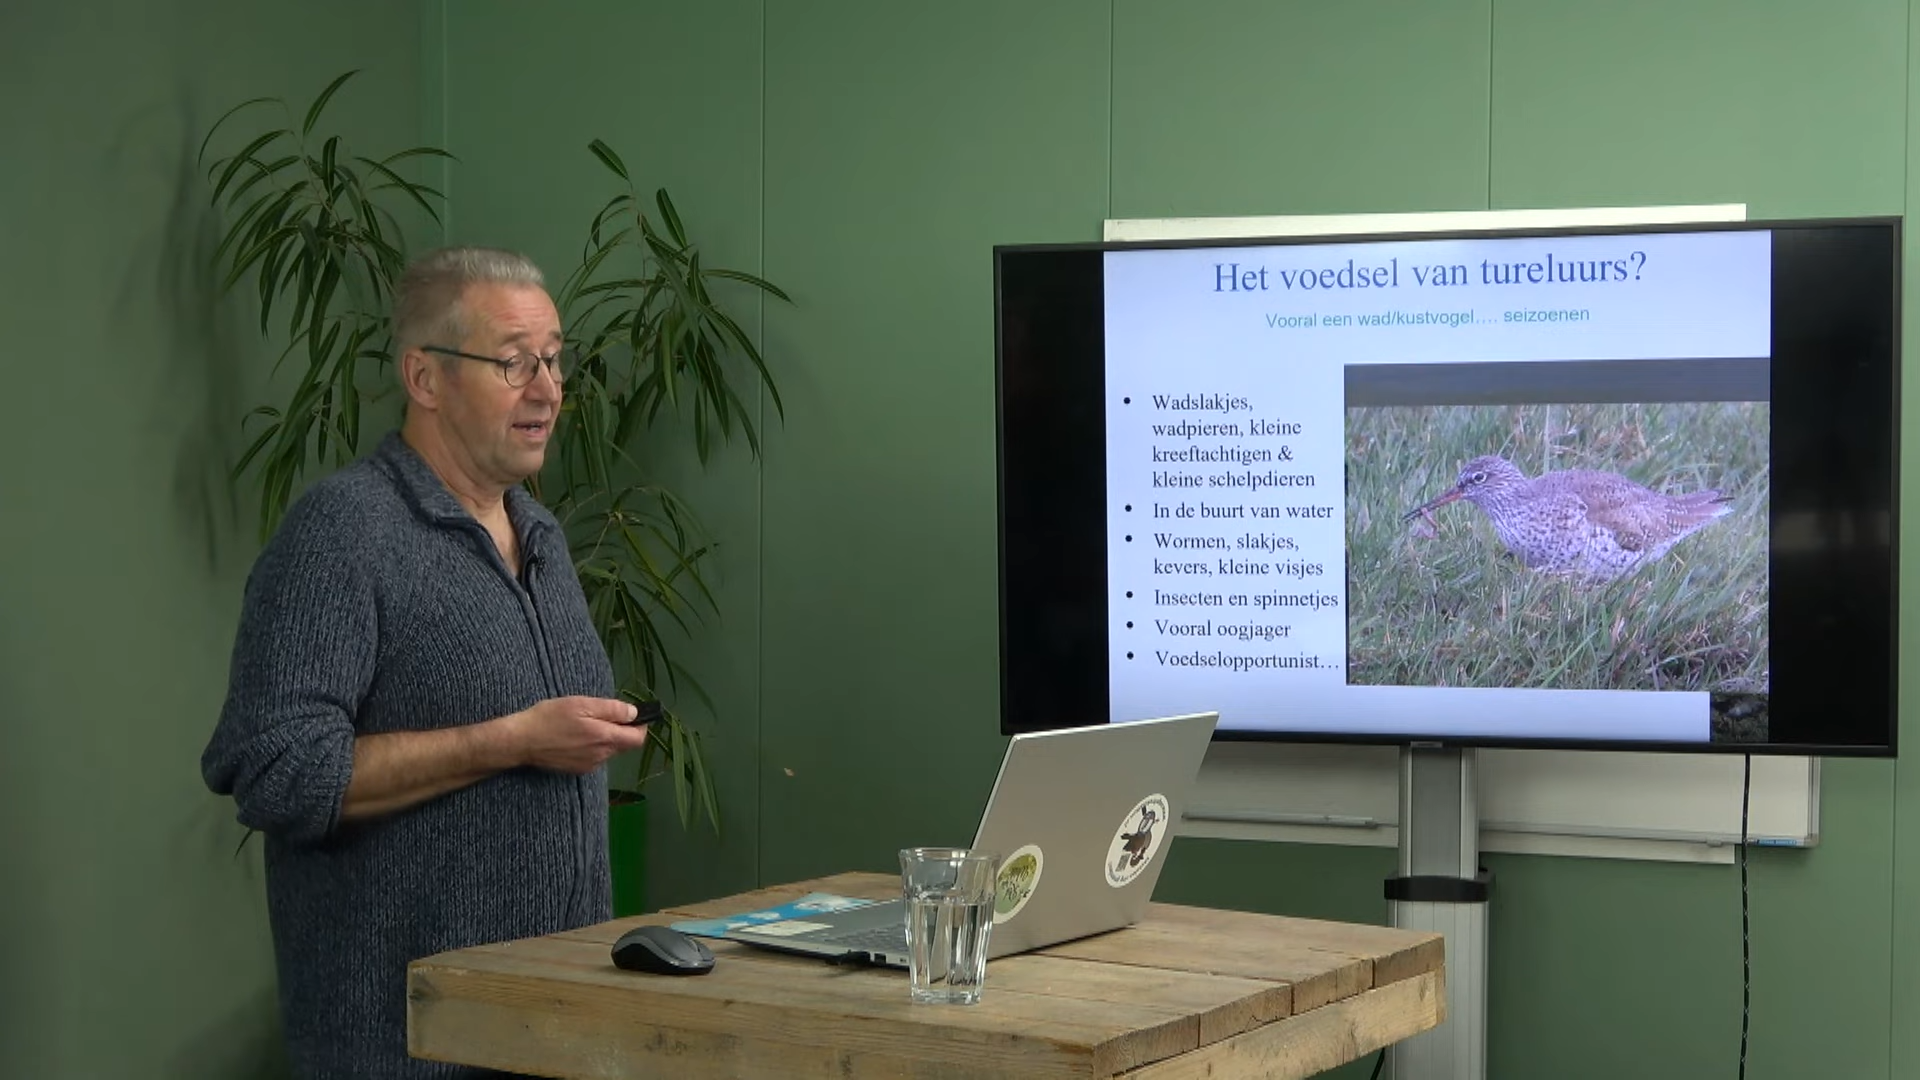 Het voedsel van tureluurs?
Vooral een wad/kustvogel.... seizoenen
• Wadslakjes,
wadpieren, kleine
kreeftachtigen &
kleine schelpdieren
• In de buurt van water
• Wormen, slakjes,
kevers, kleine visjes
• Insecten en spinnetjes
• Vooral oogjager
• Voedselopportunist…